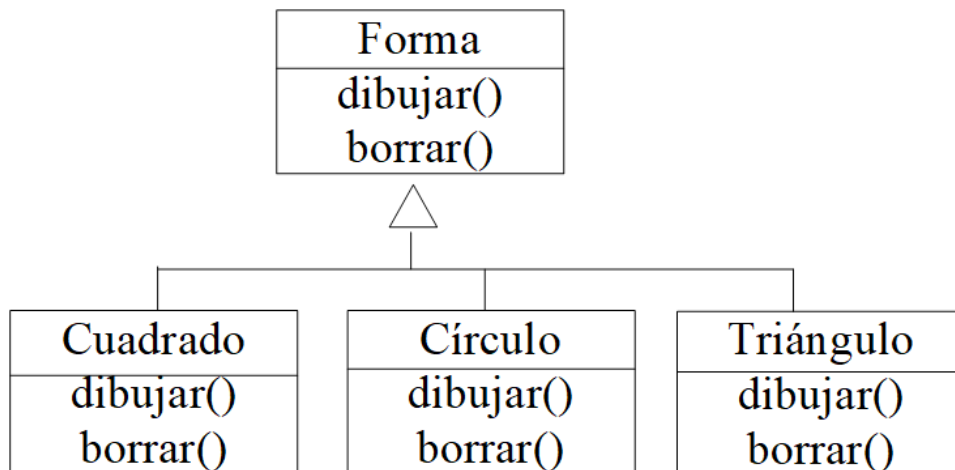 Forma
dibujar()
borrar()
Cuadrado
dibujar()
borrar()
Círculo
dibujar()
borrar()
Triángulo
dibujar()
borrar()